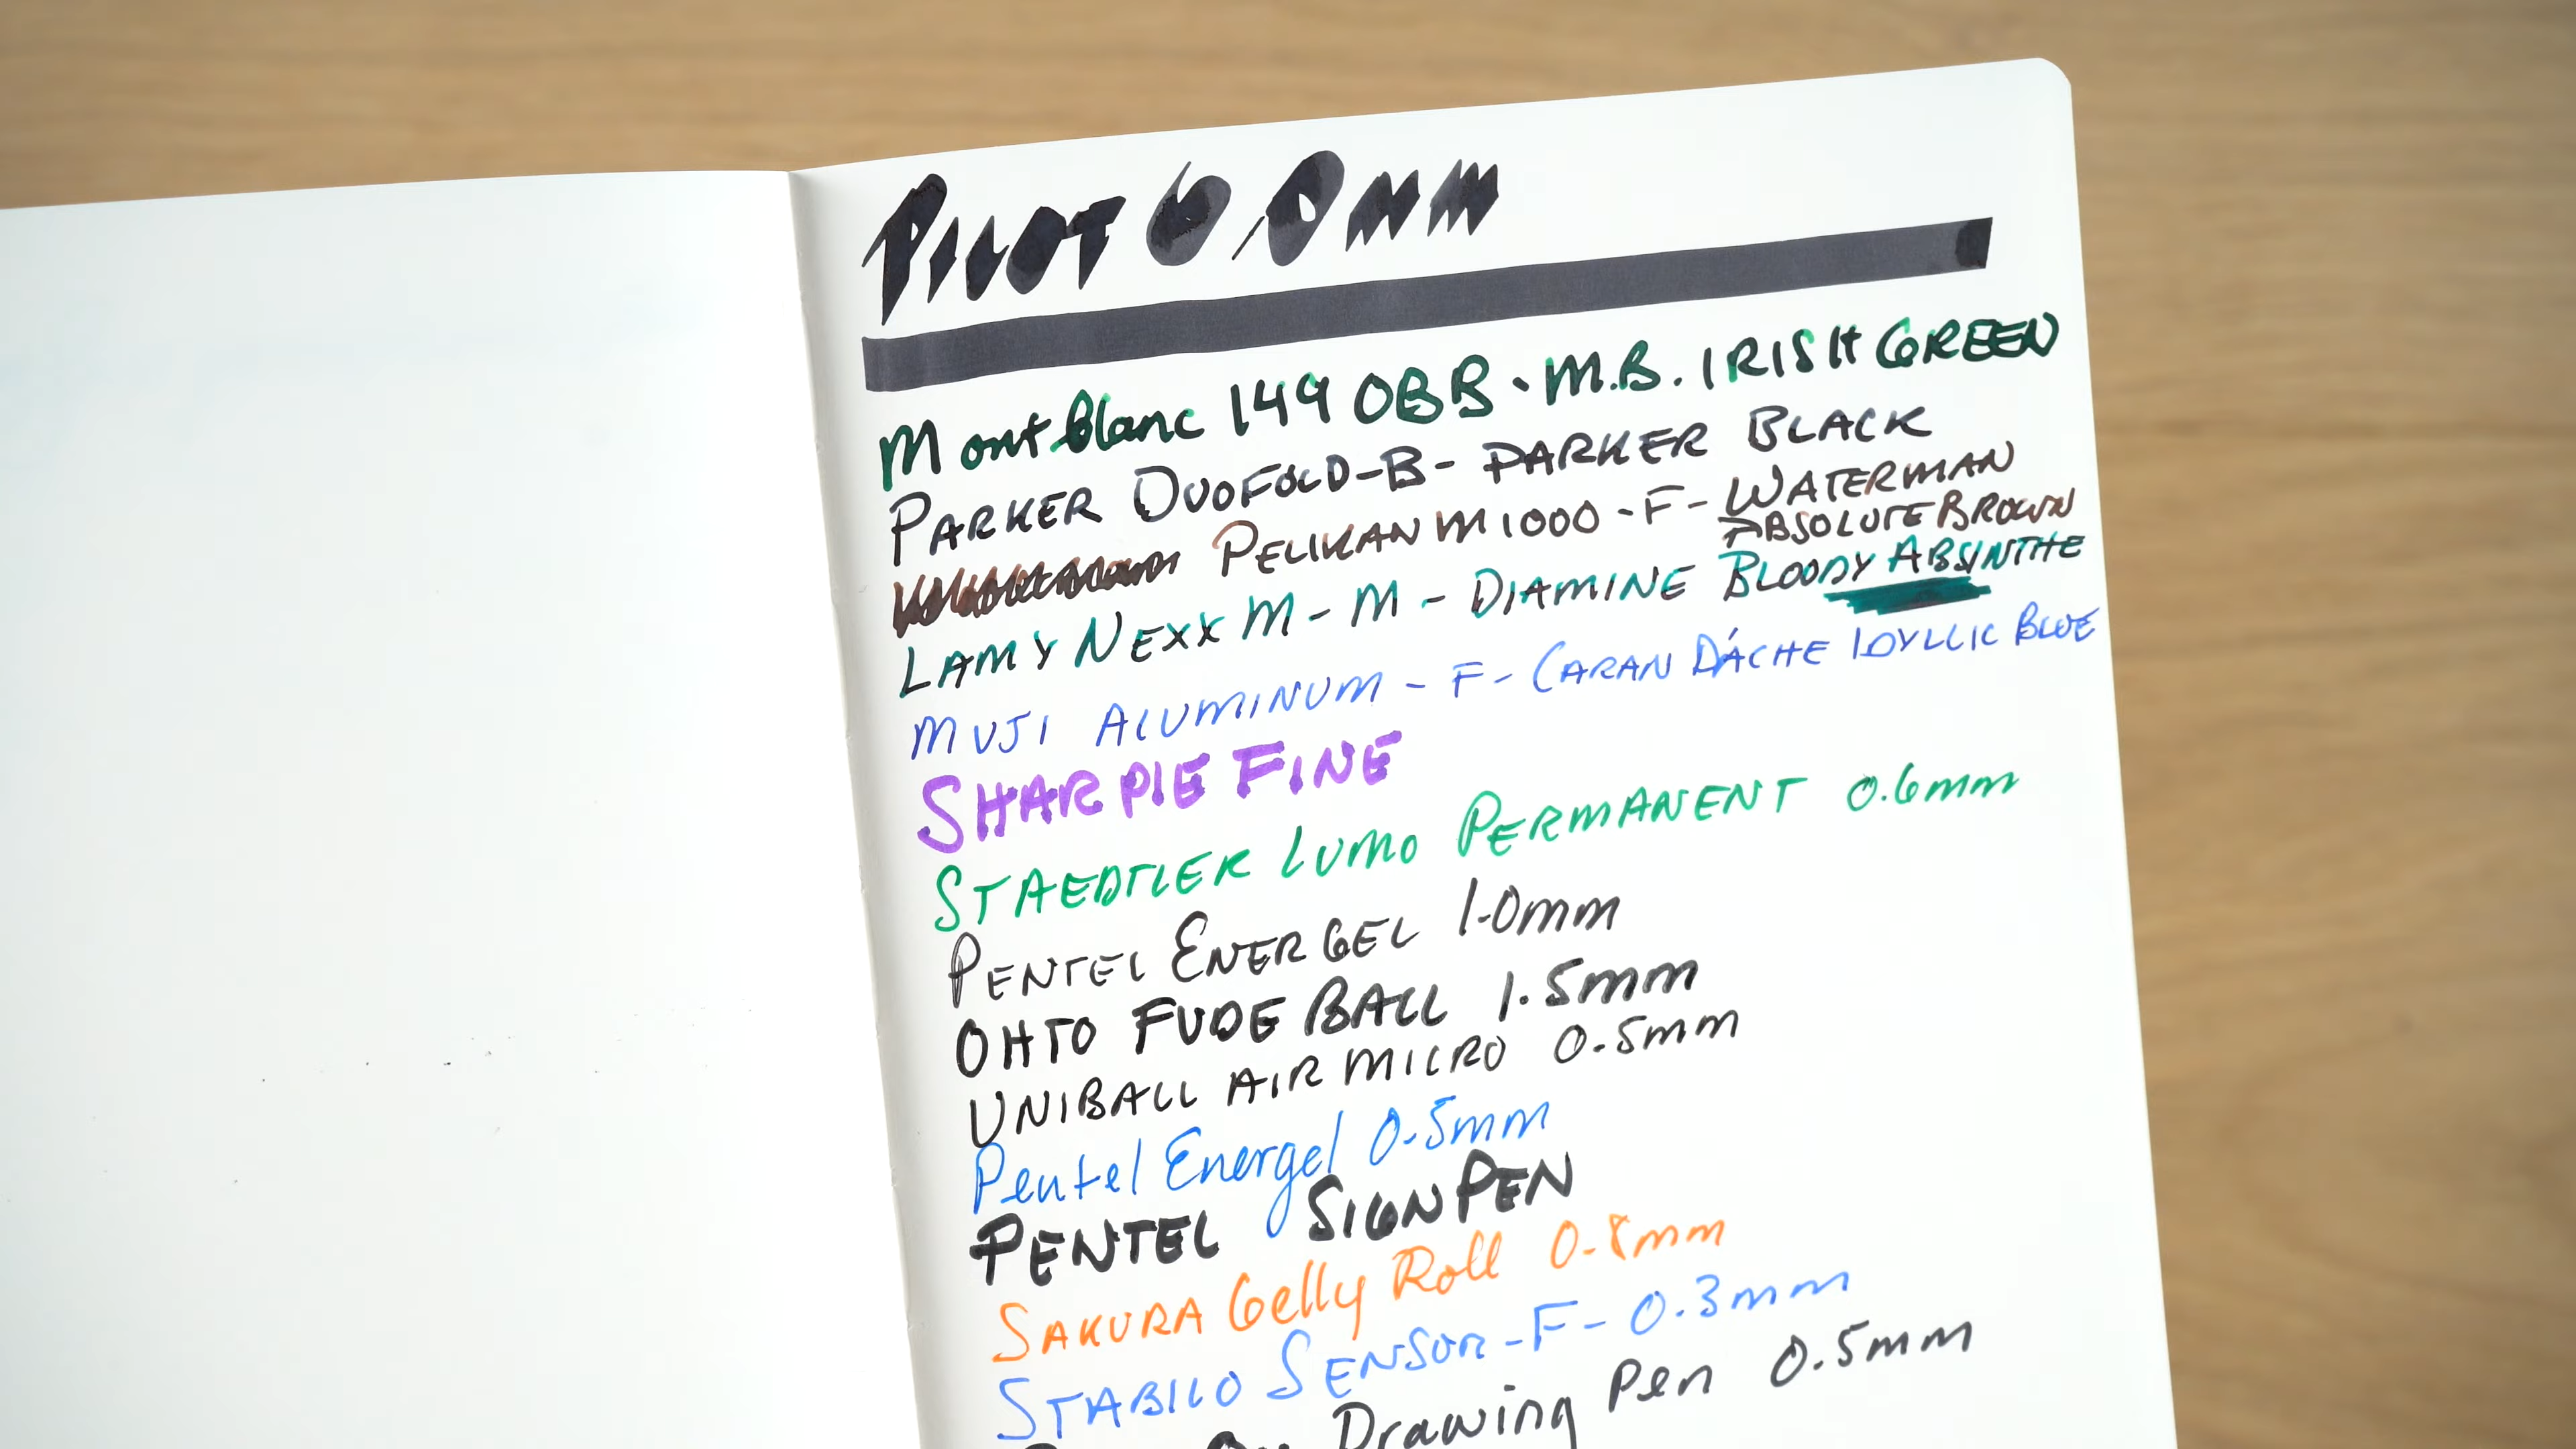 PILOT 6.0mm
MontBlanc 149 OBB - M.B. IRISH GREEN
PARKER DUOFOLD-B- PARKER BLACK
PELIKAN M1000 -F- WATERMAN
ABSOLUTE BROWN
LAMY NEXX M - M - DIAMINE BLOODY ABSINTHE
MUJI ALUMINUM - F - CARAN D'ÁCHE IDYLLIC BLUE
SHARPIE FINE
STAEDTLER LUMO PERMANENT 0.6mm
PENTEL ENERGEL 1.0mm
OHTO FUDE BALL 1.5mm
UNIBALL AIR MICRO 0.5mm
Pentel Energel 0.5mm
PENTEL SIGN PEN
SAKURA Gelly Roll 0.8mm
STABILO SENSOR - F - 0.3mm
Drawing Pen 0.5mm